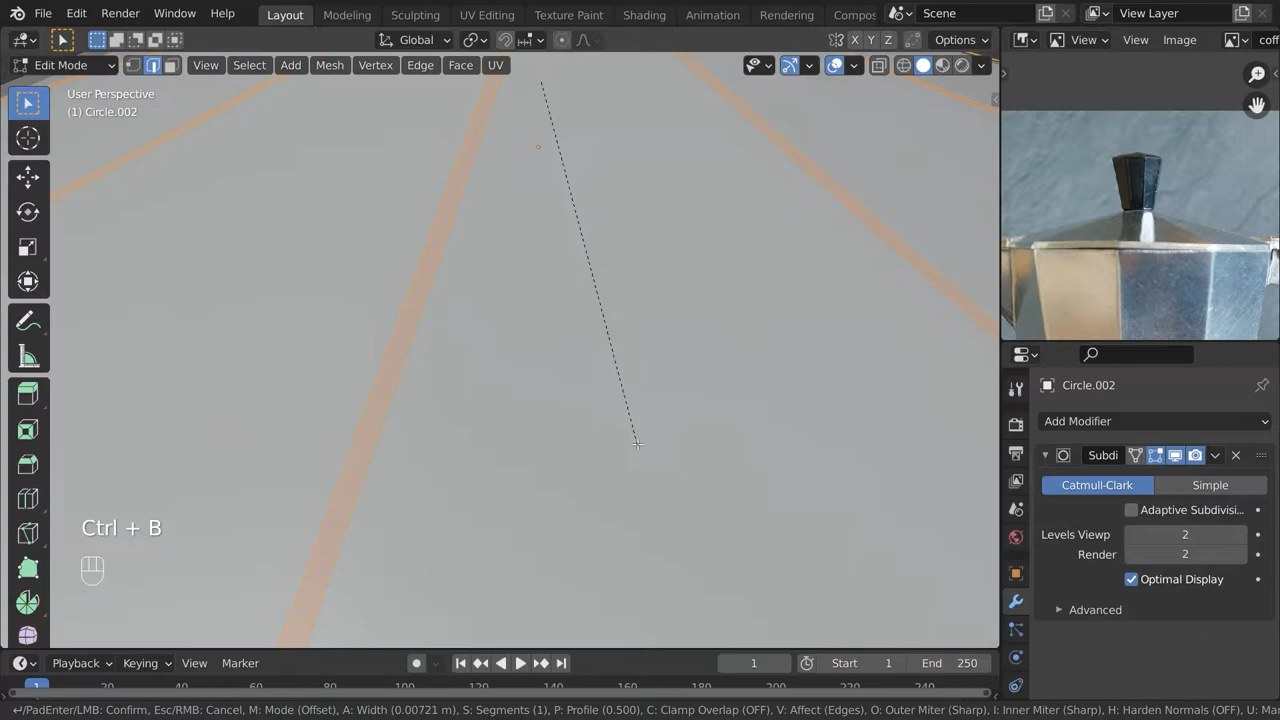 File Edit Render Window Help Layout Modeling Sculpting UV Editing Texture Paint Shading Animation Rendering Compos Scene View Layer
Global X Y Z Options View View Image coff
Edit Mode View Select Add Mesh Vertex Edge Face UV
User Perspective
(1) Circle.002
Ctrl + B
Circle.002
Add Modifier
Subdi
Catmull-Clark Simple
Adaptive Subdivisi...
Levels Viewp 2
Render 2
Optimal Display
Advanced
Playback Keying View Marker 1 Start 1 End 250
1 20 40 60 80 100 120 140 160 180 200 220 240
/PadEnter/LMB: Confirm, Esc/RMB: Cancel, M: Mode (Offset), A: Width (0.00721 m), S: Segments (1), P: Profile (0.500), C: Clamp Overlap (OFF), V: Affect (Edges), O: Outer Miter (Sharp), I: Inner Miter (Sharp), H: Harden Normals (OFF), U: Ma